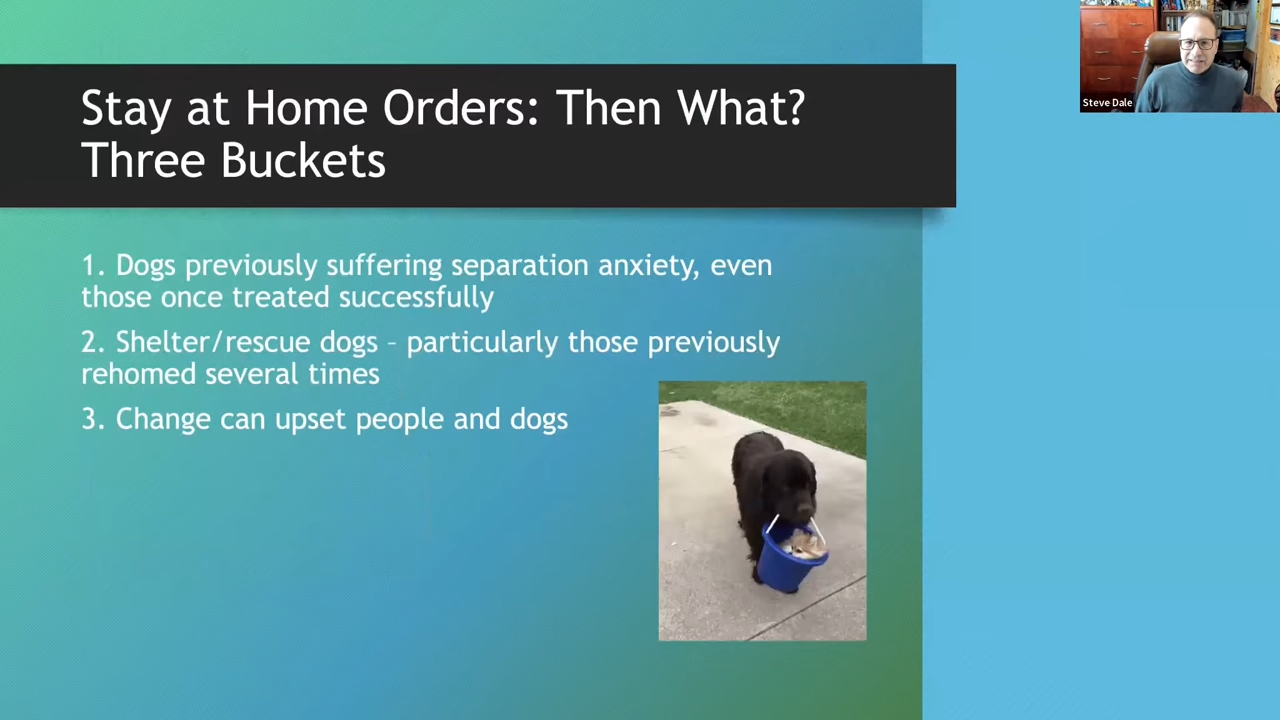 Stay at Home Orders: Then What?
Three Buckets
Steve Dale
1. Dogs previously suffering separation anxiety, even
those once treated successfully
2. Shelter/rescue dogs – particularly those previously
rehomed several times
3. Change can upset people and dogs